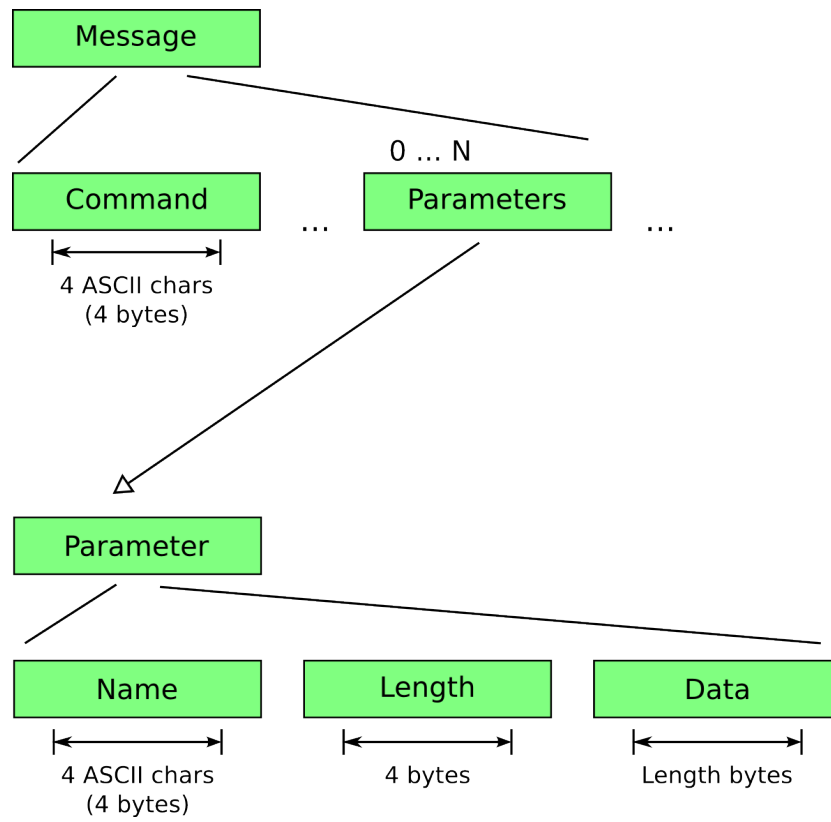 Message
0 ... N
Command
...
Parameters
...
4 ASCII chars
(4 bytes)
Parameter
Name
Length
Data
4 ASCII chars
(4 bytes)
4 bytes
Length bytes